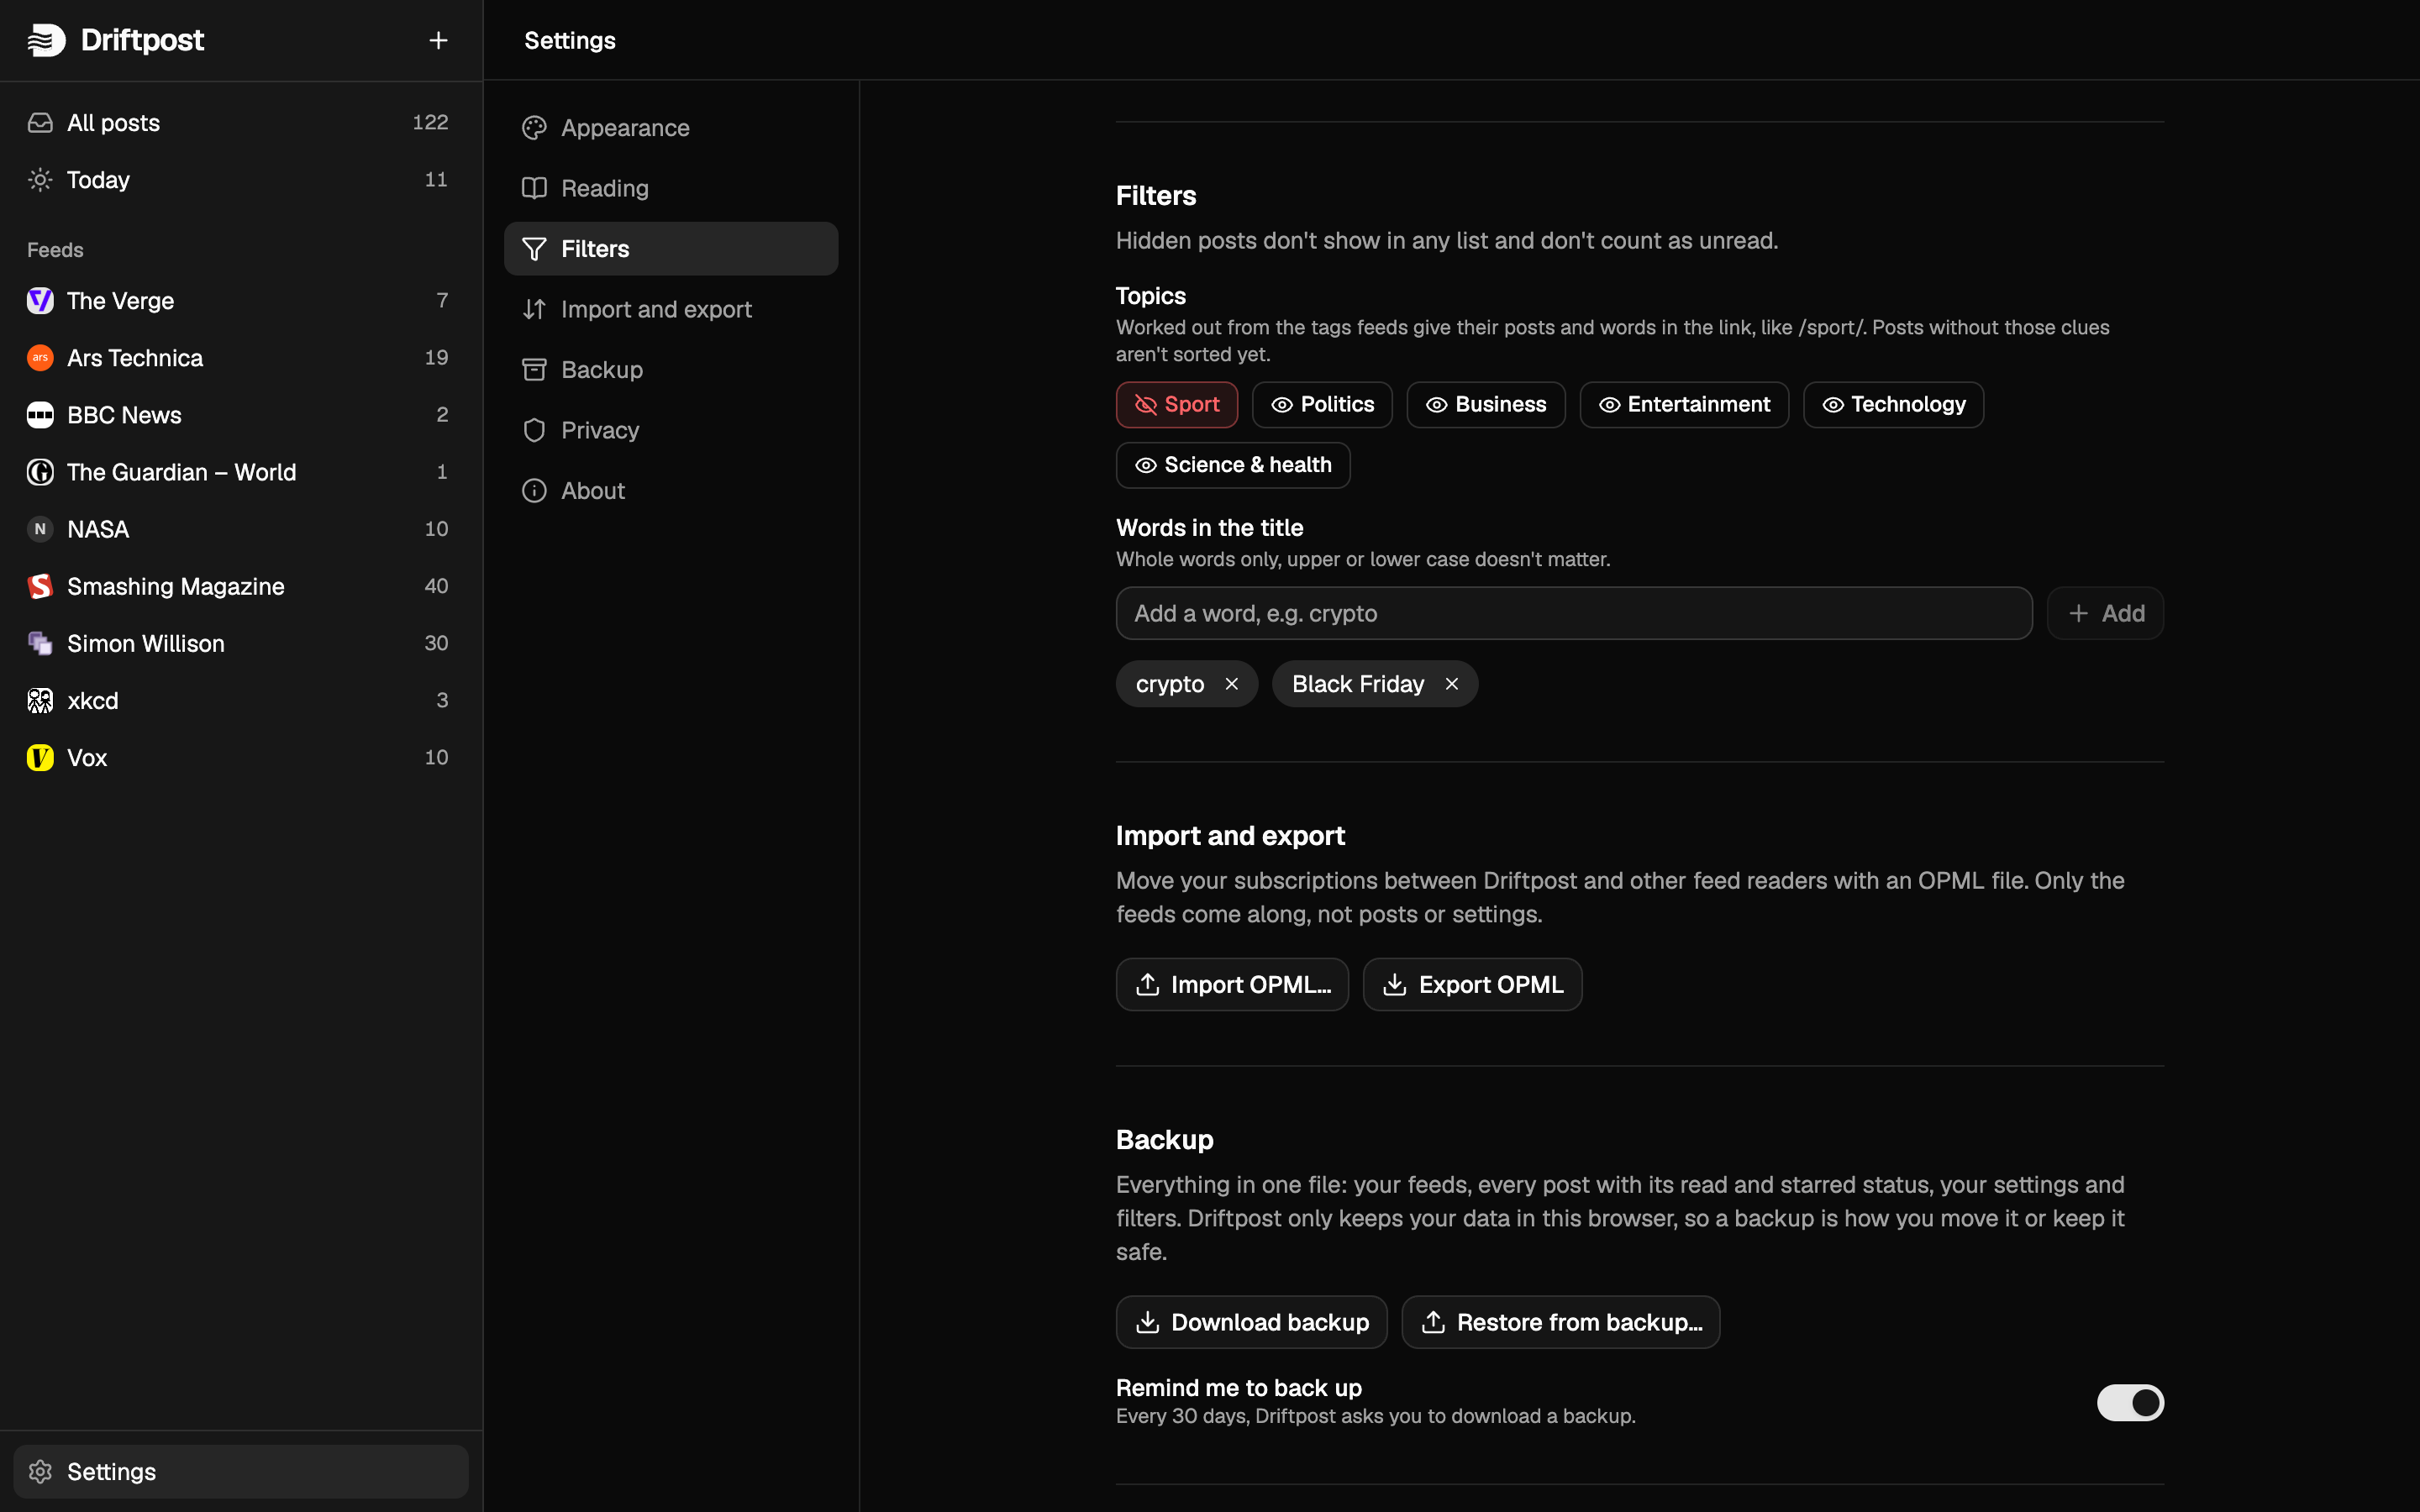 Driftpost
All posts 122
Today 11
Feeds
The Verge 7
ars
Ars Technica 19
BBC News 2
The Guardian – World 1
N
NASA 10
Smashing Magazine 40
Simon Willison 30
xkcd 3
Vox 10
Settings
Settings
Appearance
Reading
Filters
Import and export
Backup
Privacy
About
Filters
Hidden posts don't show in any list and don't count as unread.
Topics
Worked out from the tags feeds give their posts and words in the link, like /sport/. Posts without those clues
aren't sorted yet.
Sport Politics Business Entertainment Technology
Science & health
Words in the title
Whole words only, upper or lower case doesn't matter.
Add a word, e.g. crypto Add
crypto Black Friday
Import and export
Move your subscriptions between Driftpost and other feed readers with an OPML file. Only the
feeds come along, not posts or settings.
Import OPML... Export OPML
Backup
Everything in one file: your feeds, every post with its read and starred status, your settings and
filters. Driftpost only keeps your data in this browser, so a backup is how you move it or keep it
safe.
Download backup Restore from backup...
Remind me to back up
Every 30 days, Driftpost asks you to download a backup.